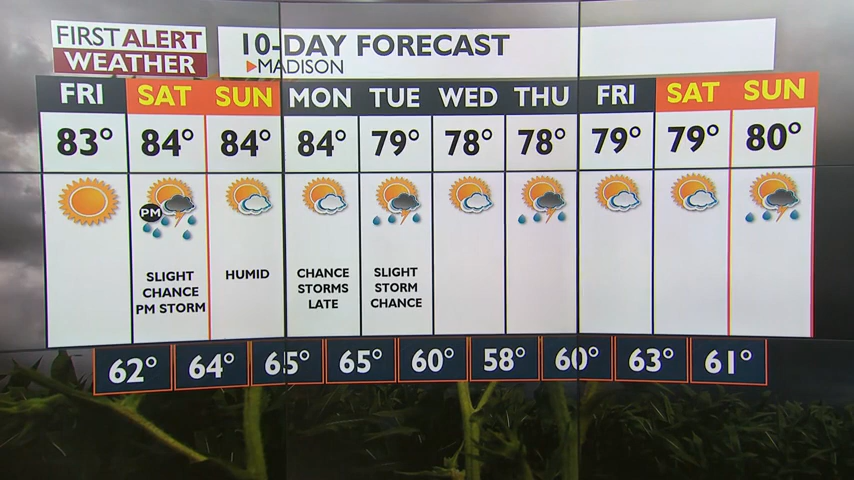 FIRST ALERT
WEATHER
10-DAY FORECAST
MADISON
FRI SAT SUN MON TUE WED THU FRI SAT SUN
83° 84° 84° 84° 79° 78° 78° 79° 79° 80°
PM
SLIGHT
CHANCE
PM STORM
HUMID
CHANCE
STORMS
LATE
SLIGHT
STORM
CHANCE
62° 64° 65° 65° 60° 58° 60° 63° 61°